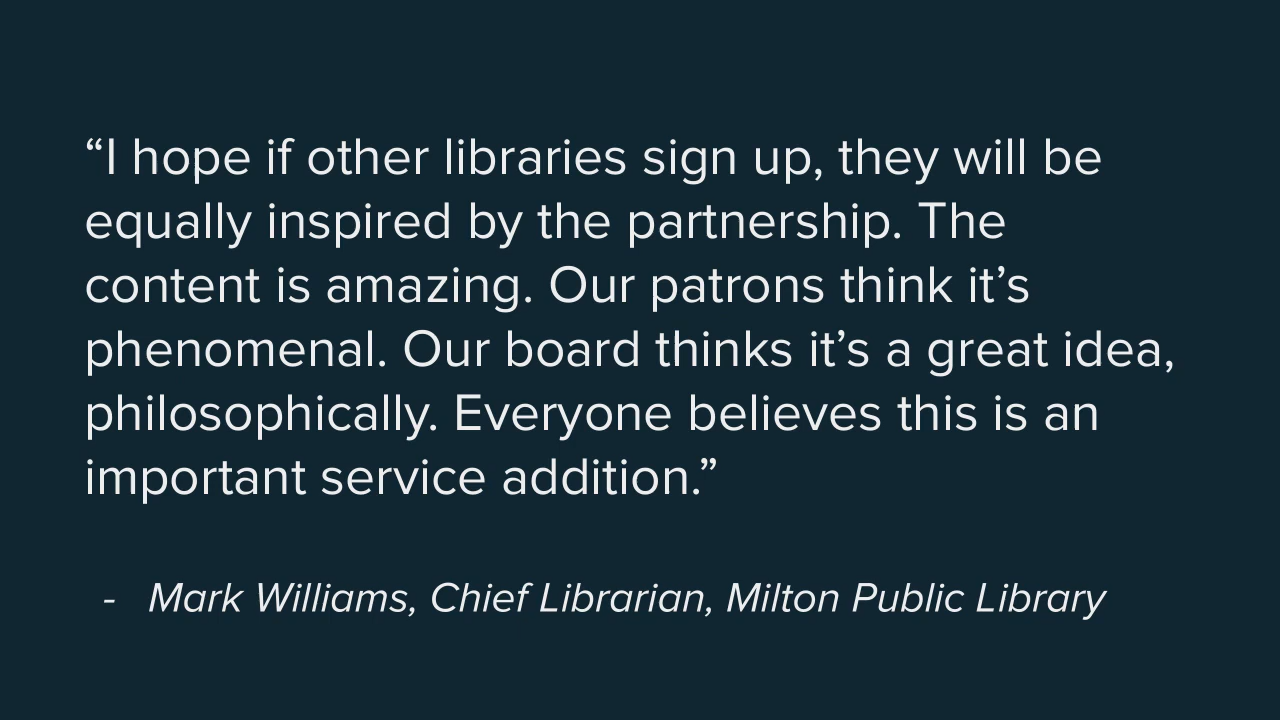 “I hope if other libraries sign up, they will be
equally inspired by the partnership. The
content is amazing. Our patrons think it’s
phenomenal. Our board thinks it’s a great idea,
philosophically. Everyone believes this is an
important service addition.”
- Mark Williams, Chief Librarian, Milton Public Library